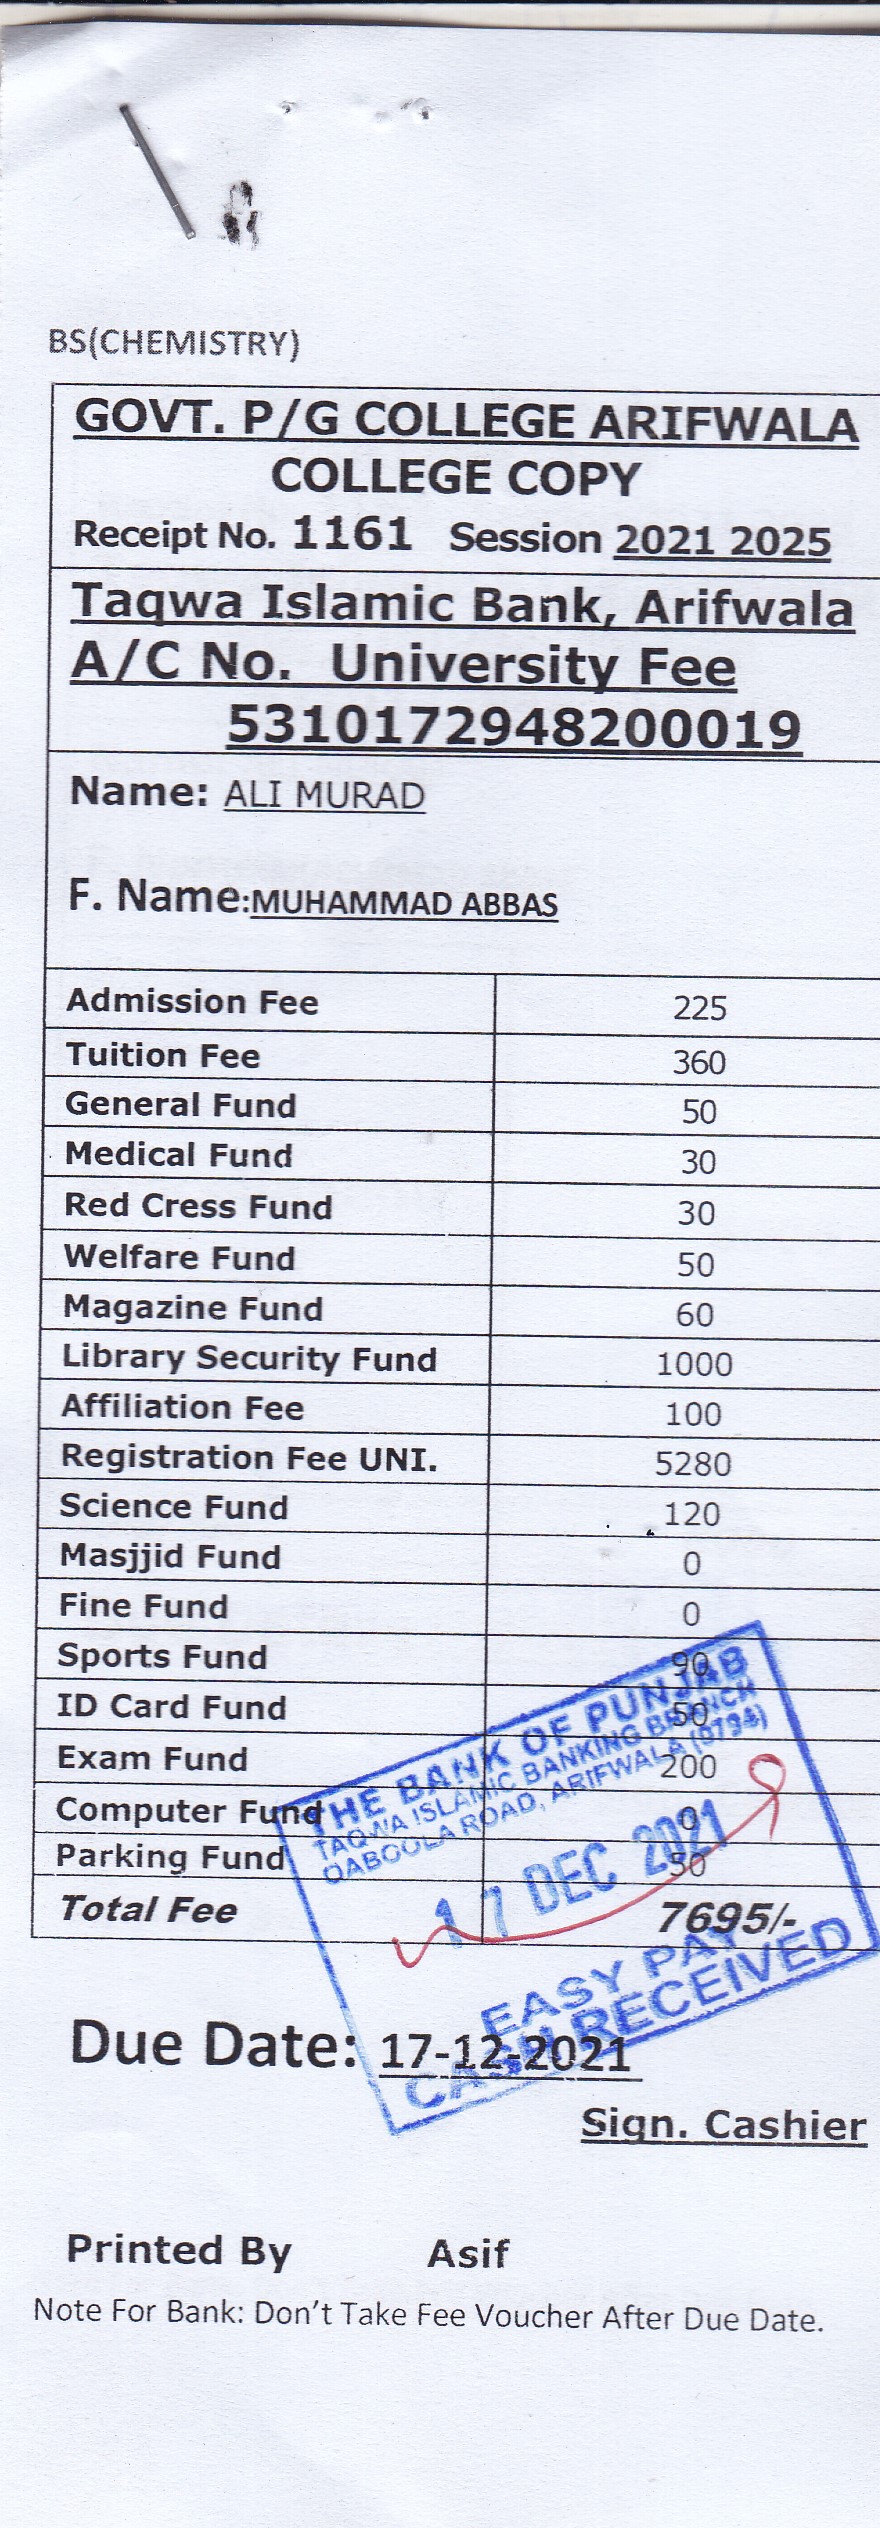 BS(CHEMISTRY)
GOVT. P/G COLLEGE ARIFWALA
COLLEGE COPY
Receipt No. 1161 Session 2021 2025
Taqwa Islamic Bank, Arifwala
A/C No. University Fee
5310172948200019
Name: ALI MURAD
F. Name:MUHAMMAD ABBAS
Admission Fee 225
Tuition Fee 360
General Fund 50
Medical Fund 30
Red Cress Fund 30
Welfare Fund 50
Magazine Fund 60
Library Security Fund 1000
Affiliation Fee 100
Registration Fee UNI. 5280
Science Fund 120
Masjjid Fund 0
Fine Fund 0
Sports Fund 90
ID Card Fund 50
Exam Fund 200
Computer Fund 0
Parking Fund 50
Total Fee 7695/-
THE BANK OF PUNJAB
TAQWA ISLAMIC BANKING BRANCH
QABOOLA ROAD, ARIFWALA (0794)
17 DEC 2021
EASY PAY
CASH RECEIVED
Due Date: 17-12-2021
Sign. Cashier
Printed By Asif
Note For Bank: Don't Take Fee Voucher After Due Date.